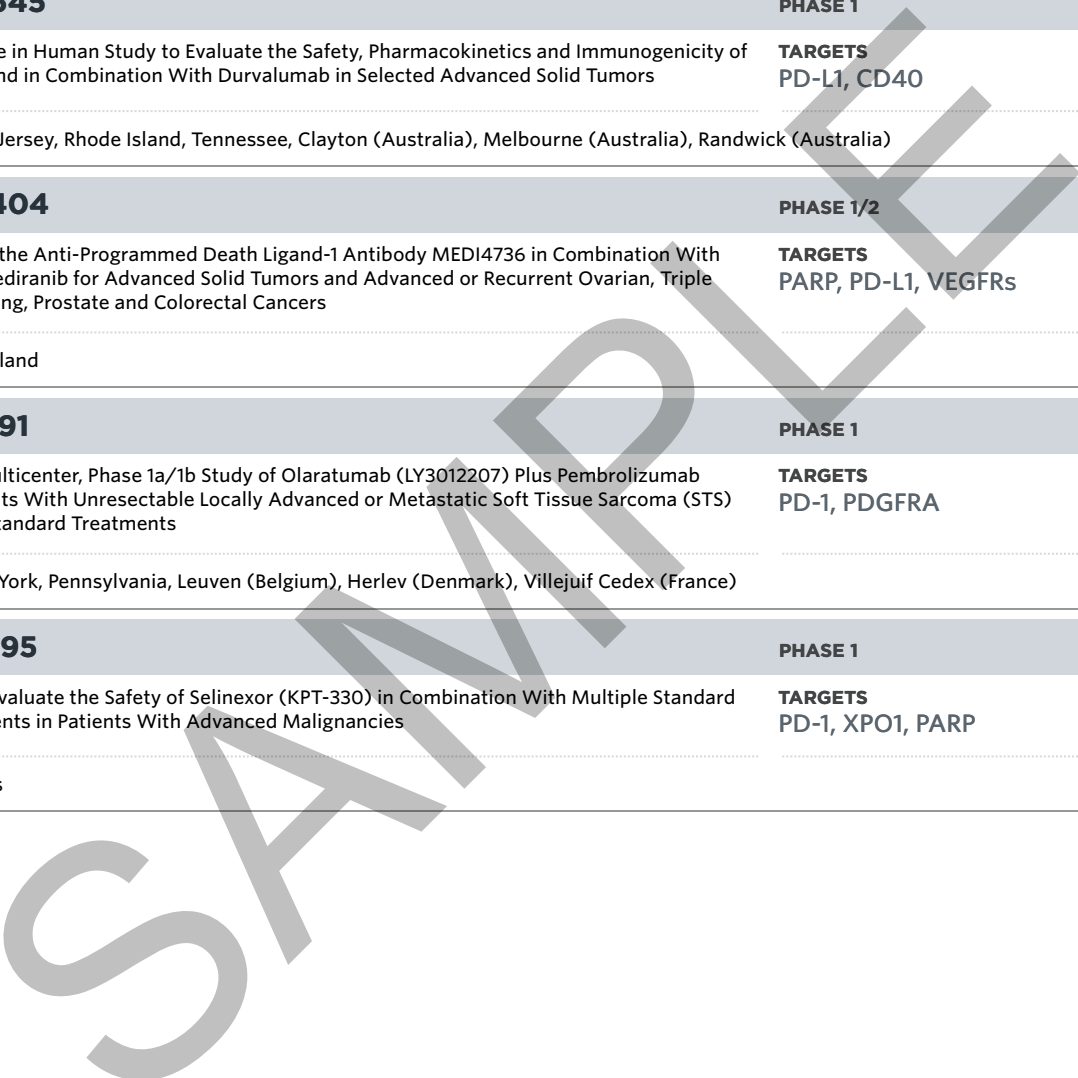 345 PHASE 1
e in Human Study to Evaluate the Safety, Pharmacokinetics and Immunogenicity of
nd in Combination With Durvalumab in Selected Advanced Solid Tumors
TARGETS
PD-L1, CD40
Jersey, Rhode Island, Tennessee, Clayton (Australia), Melbourne (Australia), Randwick (Australia)
404 PHASE 1/2
the Anti-Programmed Death Ligand-1 Antibody MEDI4736 in Combination With
ediranib for Advanced Solid Tumors and Advanced or Recurrent Ovarian, Triple
ng, Prostate and Colorectal Cancers
TARGETS
PARP, PD-L1, VEGFRs
land
91 PHASE 1
ulticenter, Phase 1a/1b Study of Olaratumab (LY3012207) Plus Pembrolizumab
ts With Unresectable Locally Advanced or Metastatic Soft Tissue Sarcoma (STS)
tandard Treatments
TARGETS
PD-1, PDGFRA
York, Pennsylvania, Leuven (Belgium), Herlev (Denmark), Villejuif Cedex (France)
95 PHASE 1
valuate the Safety of Selinexor (KPT-330) in Combination With Multiple Standard
ents in Patients With Advanced Malignancies
TARGETS
PD-1, XPO1, PARP
s
SAMPLE